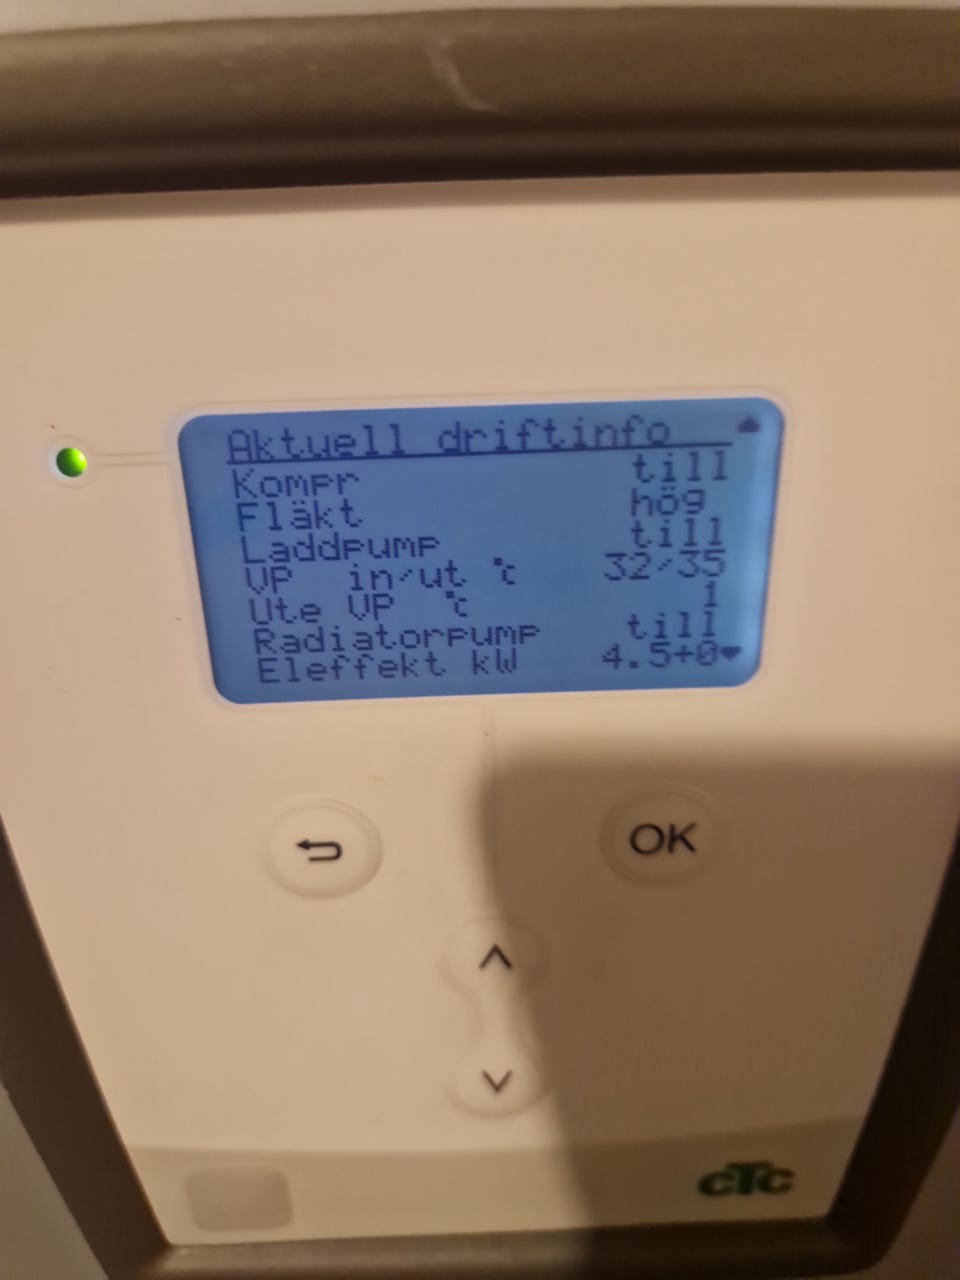 Aktuell driftinfo
Kompr till
Fläkt hög
Laddpump till
VP in/ut °c 32/35
Ute VP °c 1
Radiatorpump till
Eleffekt kW 4.5+0
OK
CTC